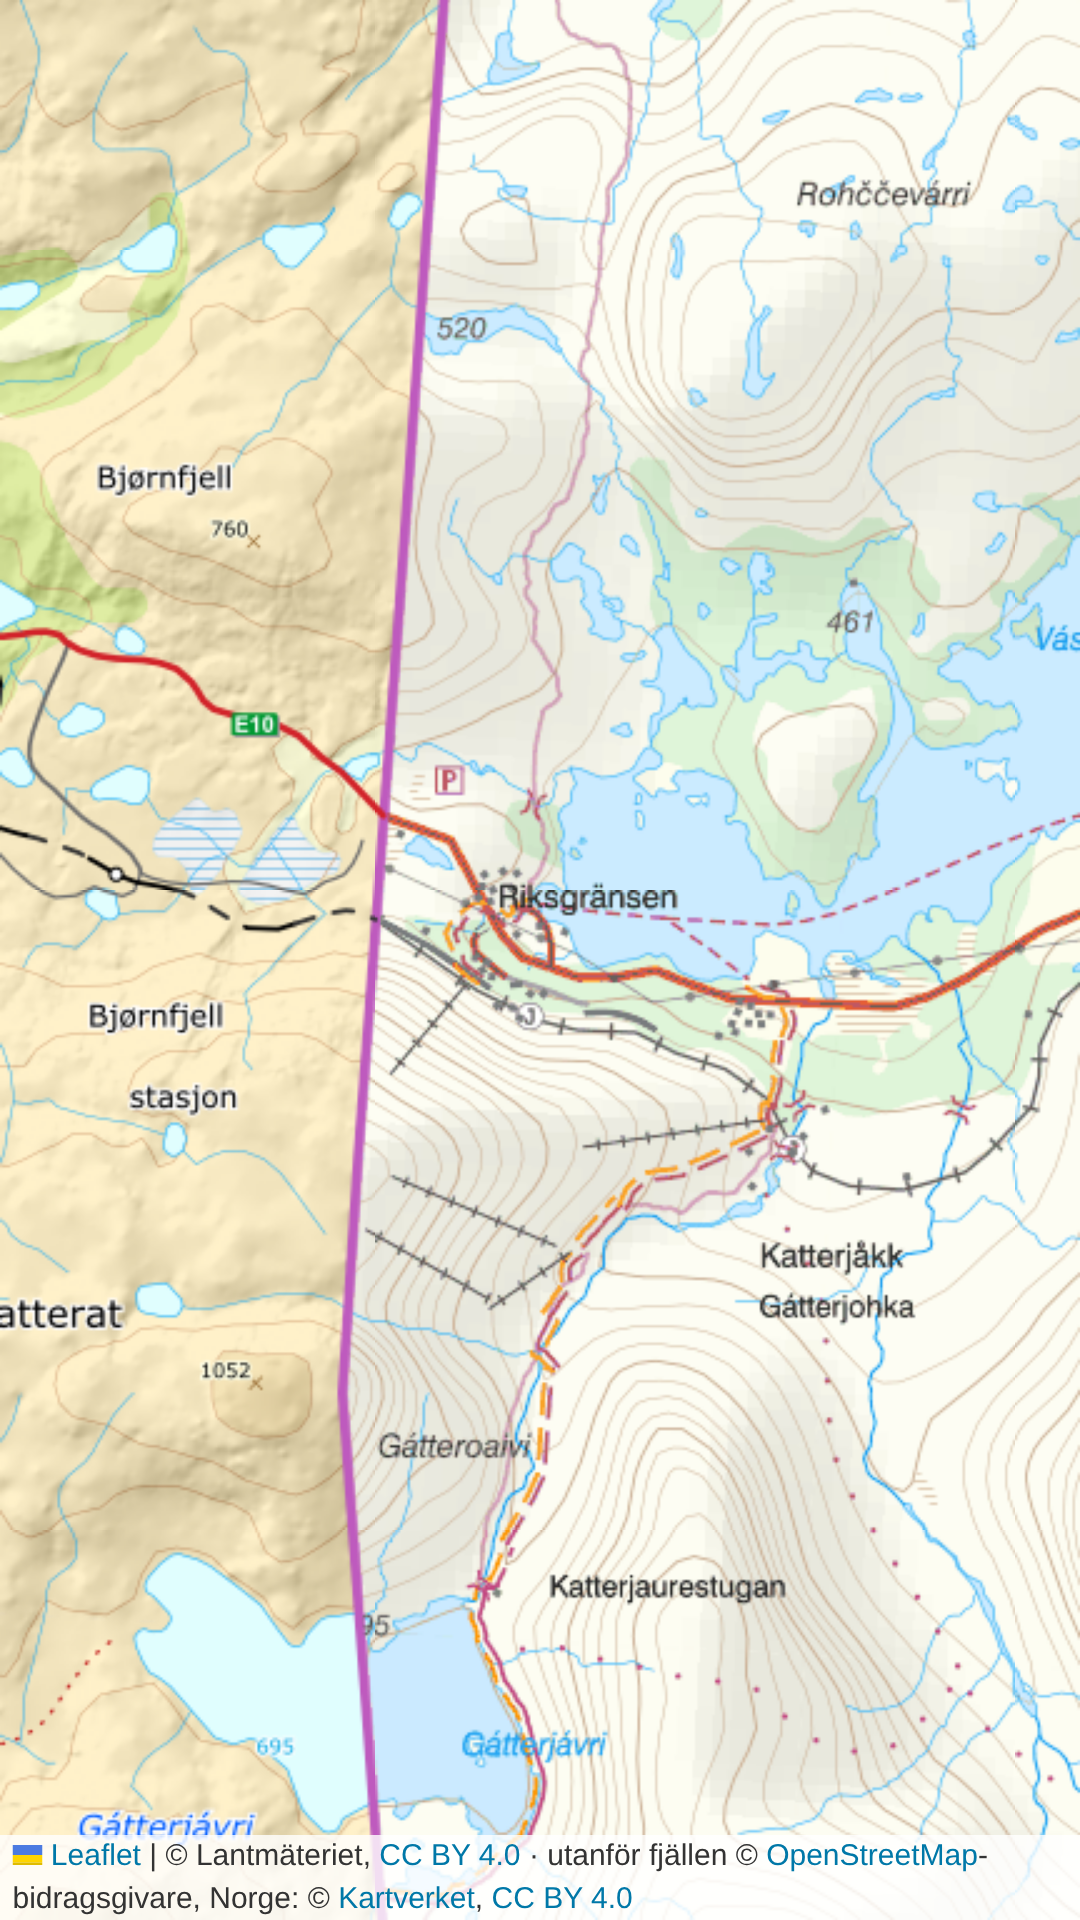 Rohččevárri
520
Bjørnfjell
760
461
E10
P
Riksgränsen
Bjørnfjell
stasjon
J
Katterjåkk
Gátterjohka
atterat
1052
Gátteroaivi
Katterjaurestugan
95
695
Gátterjávri
Gátterjávri
Leaflet | © Lantmäteriet, CC BY 4.0 · utanför fjällen © OpenStreetMap-
bidragsgivare, Norge: © Kartverket, CC BY 4.0